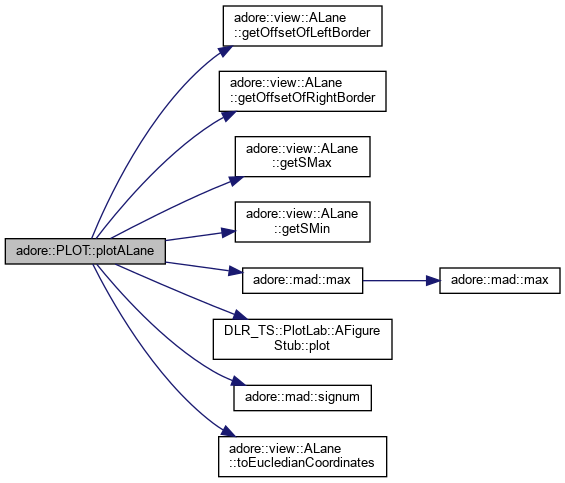 adore::view::ALane
::getOffsetOfLeftBorder
adore::view::ALane
::getOffsetOfRightBorder
adore::view::ALane
::getSMax
adore::PLOT::plotALane
adore::view::ALane
::getSMin
adore::mad::max
adore::mad::max
DLR_TS::PlotLab::AFigure
Stub::plot
adore::mad::signum
adore::view::ALane
::toEucledianCoordinates